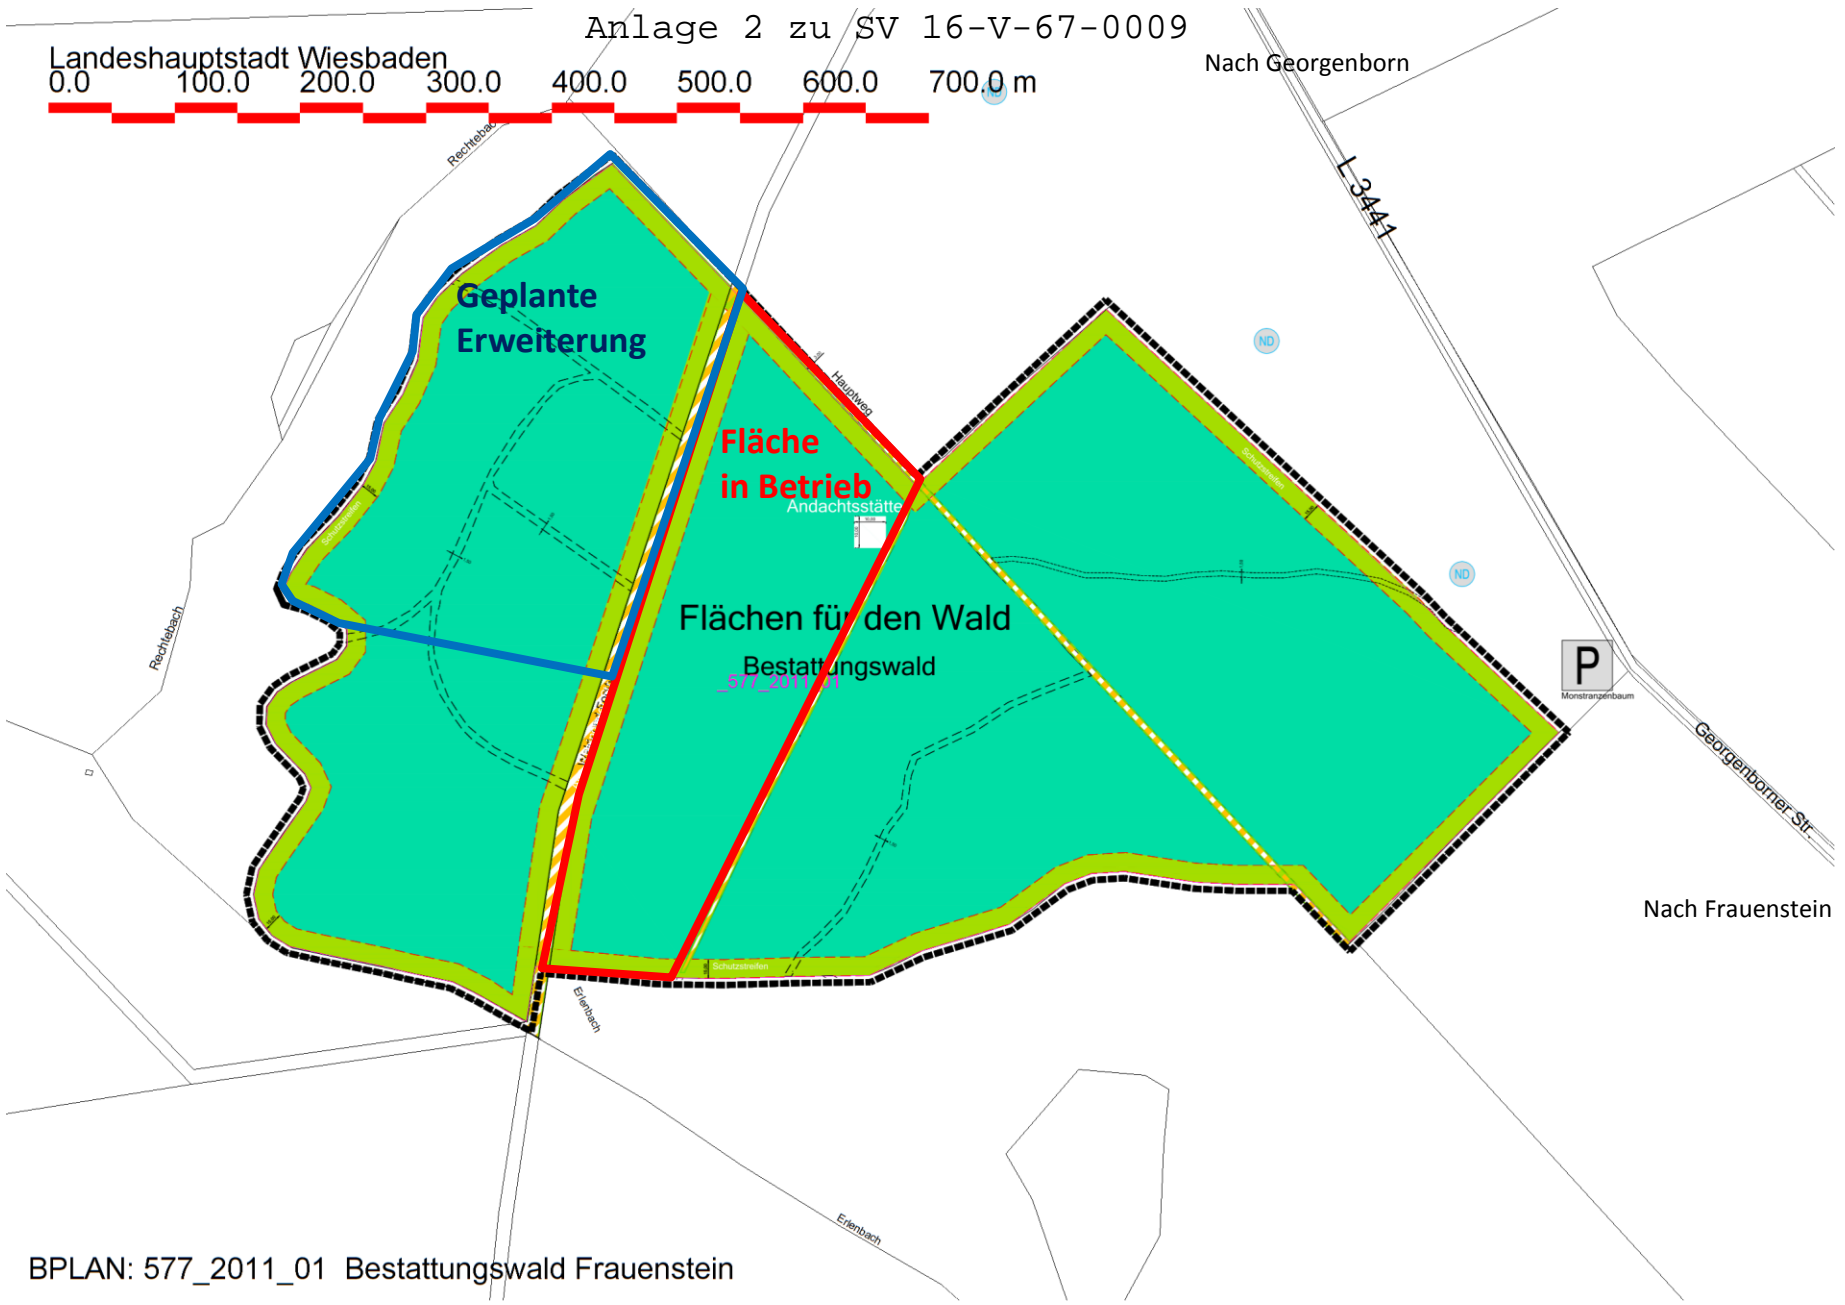 Anlage 2 zu SV 16-V-67-0009
Landeshauptstadt Wiesbaden
0.0 100.0 200.0 300.0 400.0 500.0 600.0 700.0 m
Nach Georgenborn
ND
Rechtebach
L 3441
Geplante
Erweiterung
ND
Hauptweg
Fläche
in Betrieb
Andachtsstätte
Schutzstreifen
Schutzstreifen
ND
Flächen für den Wald
Bestattungswald
_577_2011_01
Rechtebach
P
Monstranzenbaum
Georgenborner Str.
Nach Frauenstein
Schutzstreifen
Erlenbach
Erlenbach
BPLAN: 577_2011_01 Bestattungswald Frauenstein